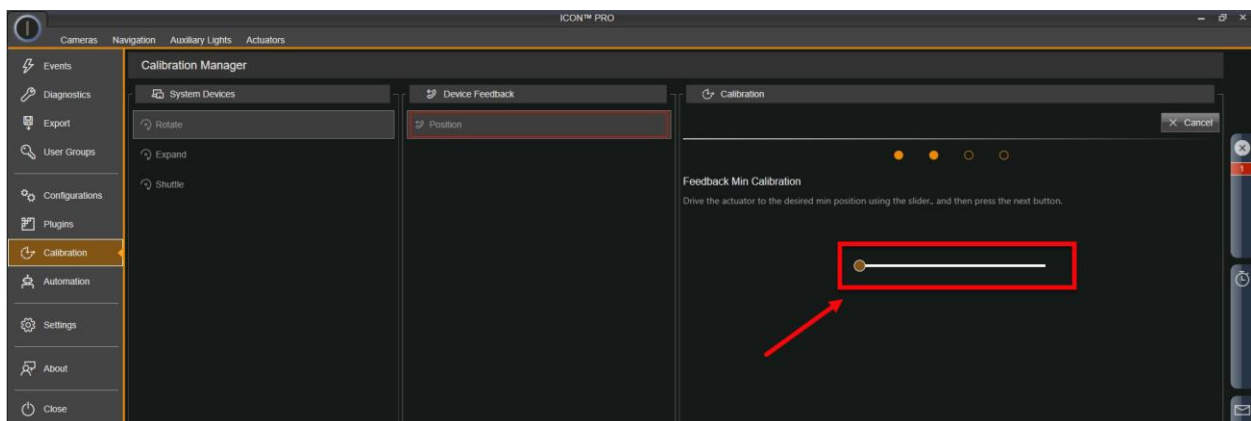 ICON™ PRO
Cameras Navigation Auxiliary Lights Actuators
Events
Diagnostics
Export
User Groups
Configurations
Plugins
Calibration
Automation
Settings
About
Close
Calibration Manager
System Devices
Rotate
Expand
Shuttle
Device Feedback
Position
Calibration
Cancel
Feedback Min Calibration
Drive the actuator to the desired min position using the slider., and then press the next button.
1